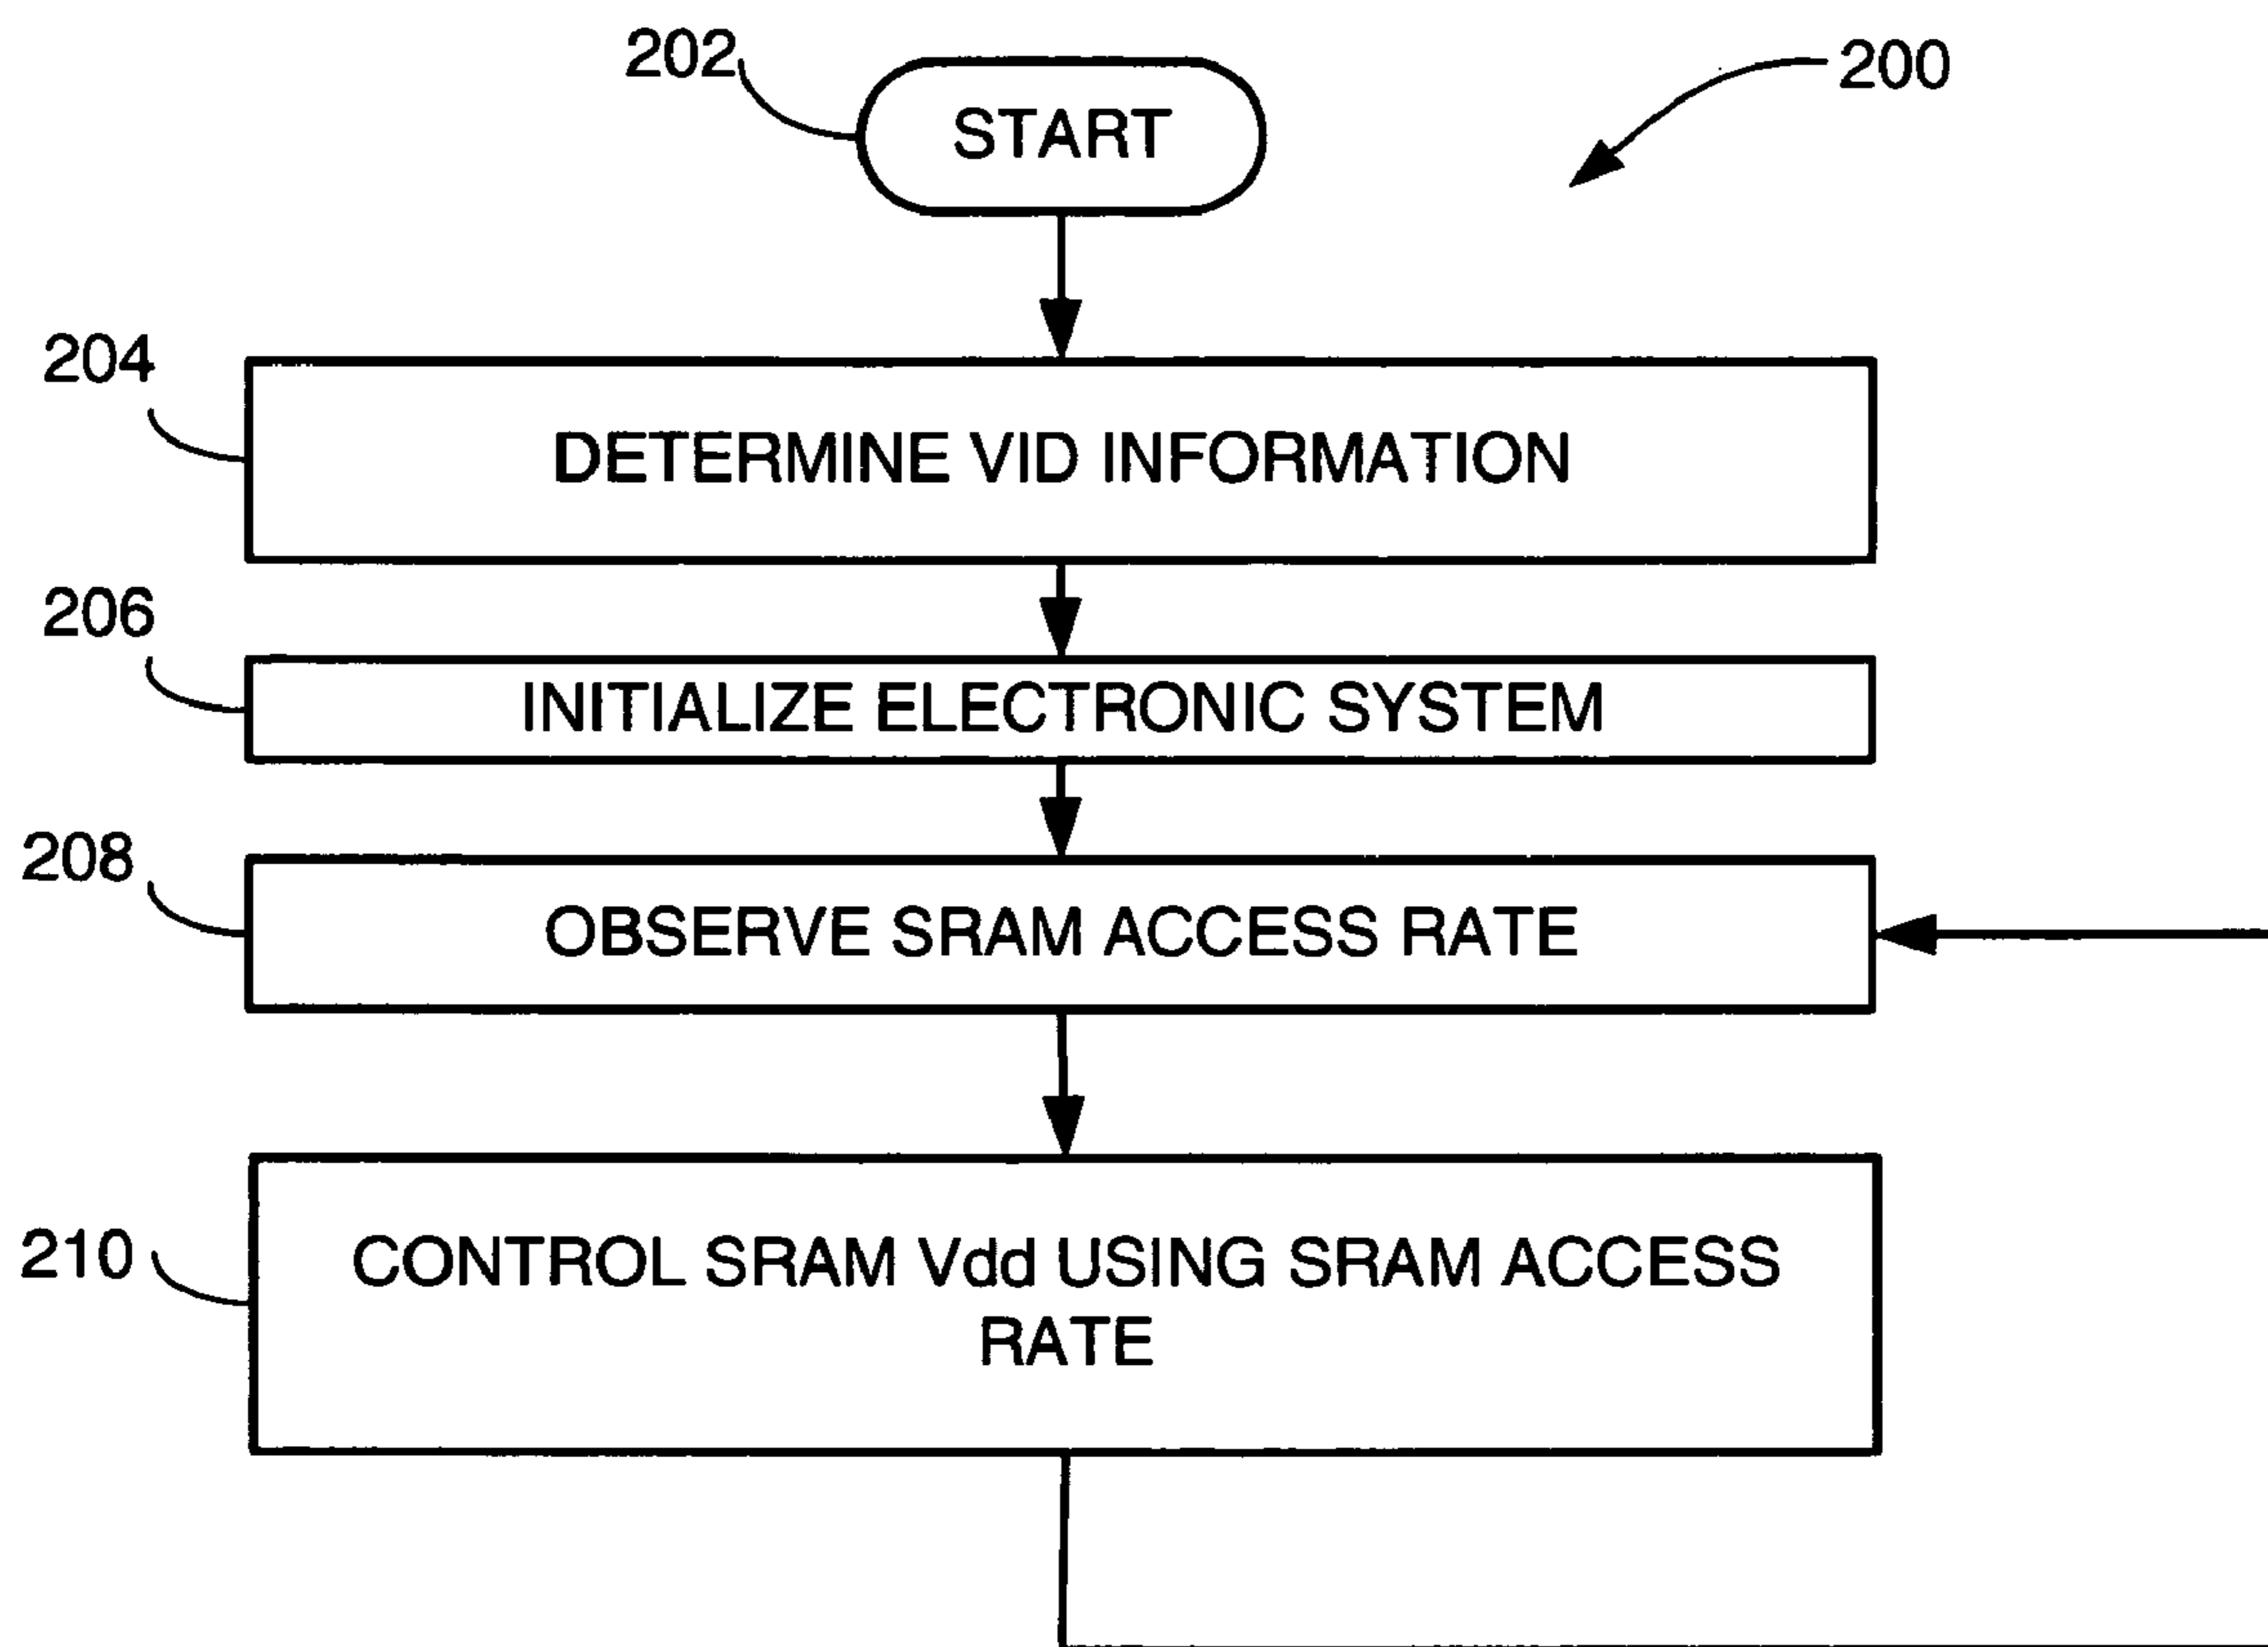 202
START
200
204
DETERMINE VID INFORMATION
206
INITIALIZE ELECTRONIC SYSTEM
208
OBSERVE SRAM ACCESS RATE
210
CONTROL SRAM Vdd USING SRAM ACCESS
RATE